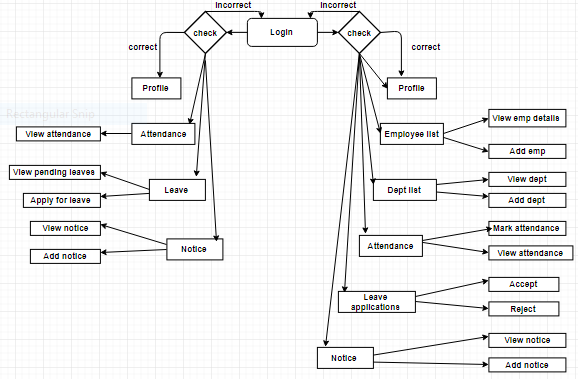 Incorrect
Incorrect
Login
check
check
correct
correct
Profile
Profile
Rectangular Snip
View attendance
Attendance
View pending leaves
Leave
Apply for leave
View notice
Notice
Add notice
Employee list
View emp details
Add emp
Dept list
View dept
Add dept
Attendance
Mark attendance
View attendance
Leave
applications
Accept
Reject
Notice
View notice
Add notice